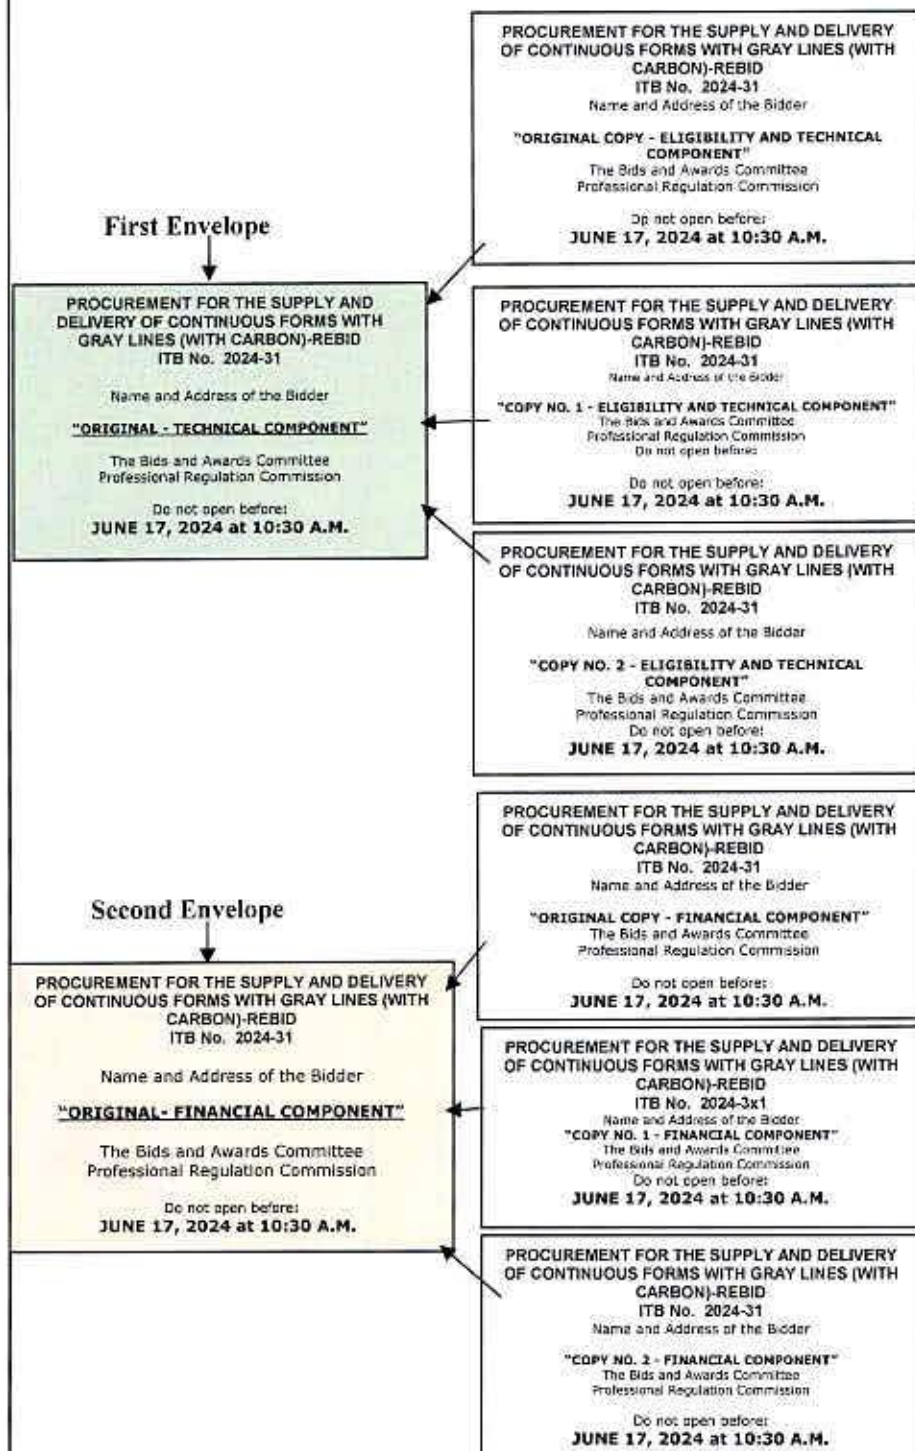 PROCUREMENT FOR THE SUPPLY AND DELIVERY
OF CONTINUOUS FORMS WITH GRAY LINES (WITH
CARBON)-REBID
ITB No. 2024-31
Name and Address of the Bidder
"ORIGINAL COPY - ELIGIBILITY AND TECHNICAL
COMPONENT"
The Bids and Awards Committee
Professional Regulation Commission
Do not open before:
JUNE 17, 2024 at 10:30 A.M.
First Envelope
PROCUREMENT FOR THE SUPPLY AND
DELIVERY OF CONTINUOUS FORMS WITH
GRAY LINES (WITH CARBON)-REBID
ITB No. 2024-31
Name and Address of the Bidder
"ORIGINAL - TECHNICAL COMPONENT"
The Bids and Awards Committee
Professional Regulation Commission
Do not open before:
JUNE 17, 2024 at 10:30 A.M.
PROCUREMENT FOR THE SUPPLY AND DELIVERY
OF CONTINUOUS FORMS WITH GRAY LINES (WITH
CARBON)-REBID
ITB No. 2024-31
Name and Address of the Bidder
"COPY NO. 1 - ELIGIBILITY AND TECHNICAL COMPONENT"
The Bids and Awards Committee
Professional Regulation Commission
Do not open before:
Do not open before:
JUNE 17, 2024 at 10:30 A.M.
PROCUREMENT FOR THE SUPPLY AND DELIVERY
OF CONTINUOUS FORMS WITH GRAY LINES (WITH
CARBON)-REBID
ITB No. 2024-31
Name and Address of the Bidder
"COPY NO. 2 - ELIGIBILITY AND TECHNICAL
COMPONENT"
The Bids and Awards Committee
Professional Regulation Commission
Do not open before:
JUNE 17, 2024 at 10:30 A.M.
PROCUREMENT FOR THE SUPPLY AND DELIVERY
OF CONTINUOUS FORMS WITH GRAY LINES (WITH
CARBON)-REBID
ITB No. 2024-31
Name and Address of the Bidder
"ORIGINAL COPY - FINANCIAL COMPONENT"
The Bids and Awards Committee
Professional Regulation Commission
Do not open before:
JUNE 17, 2024 at 10:30 A.M.
Second Envelope
PROCUREMENT FOR THE SUPPLY AND DELIVERY
OF CONTINUOUS FORMS WITH GRAY LINES (WITH
CARBON)-REBID
ITB No. 2024-31
Name and Address of the Bidder
"ORIGINAL- FINANCIAL COMPONENT"
The Bids and Awards Committee
Professional Regulation Commission
Do not open before:
JUNE 17, 2024 at 10:30 A.M.
PROCUREMENT FOR THE SUPPLY AND DELIVERY
OF CONTINUOUS FORMS WITH GRAY LINES (WITH
CARBON)-REBID
ITB No. 2024-3x1
Name and Address of the Bidder
"COPY NO. 1 - FINANCIAL COMPONENT"
The Bids and Awards Committee
Professional Regulation Commission
Do not open before:
JUNE 17, 2024 at 10:30 A.M.
PROCUREMENT FOR THE SUPPLY AND DELIVERY
OF CONTINUOUS FORMS WITH GRAY LINES (WITH
CARBON)-REBID
ITB No. 2024-31
Name and Address of the Bidder
"COPY NO. 2 - FINANCIAL COMPONENT"
The Bids and Awards Committee
Professional Regulation Commission
Do not open before:
JUNE 17, 2024 at 10:30 A.M.